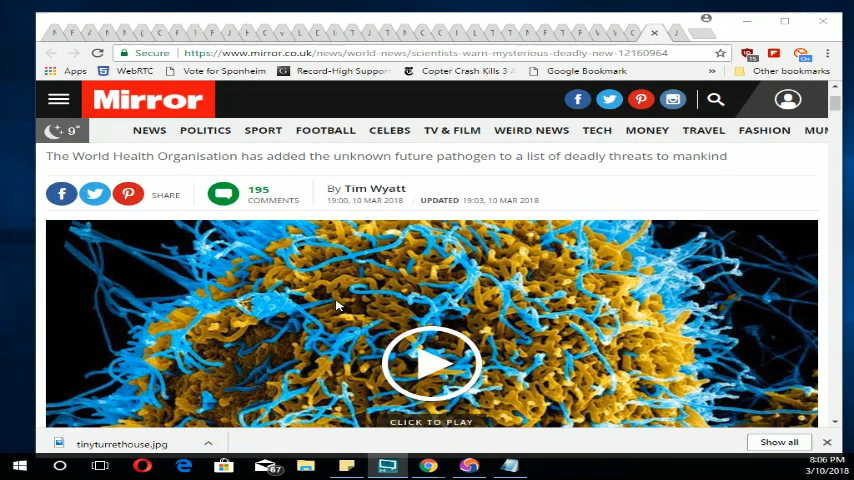 Secure https://www.mirror.co.uk/news/world-news/scientists-warn-mysterious-deadly-new-12160964
15
On
Apps WebRTC Vote for Sponheim Record-High Suppor Copter Crash Kills 3 Google Bookmark » Other bookmarks
Mirror
9°
NEWS POLITICS SPORT FOOTBALL CELEBS TV & FILM WEIRD NEWS TECH MONEY TRAVEL FASHION MUM
The World Health Organisation has added the unknown future pathogen to a list of deadly threats to mankind
SHARE
195
COMMENTS
By Tim Wyatt
19:00, 10 MAR 2018 UPDATED 19:03, 10 MAR 2018
CLICK TO PLAY
tinyturrethouse.jpg
Show all
67
8:06 PM
3/10/2018